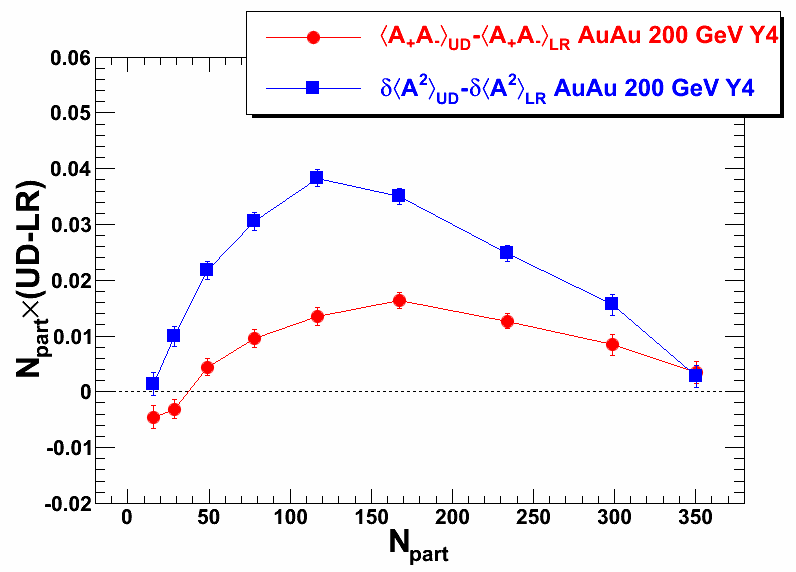 ⟨A₊A₋⟩UD-⟨A₊A₋⟩LR AuAu 200 GeV Y4
δ⟨A²⟩UD-δ⟨A²⟩LR AuAu 200 GeV Y4
0.06
0.05
0.04
0.03
0.02
0.01
0
-0.01
-0.02
Npart×(UD-LR)
0 50 100 150 200 250 300 350
Npart